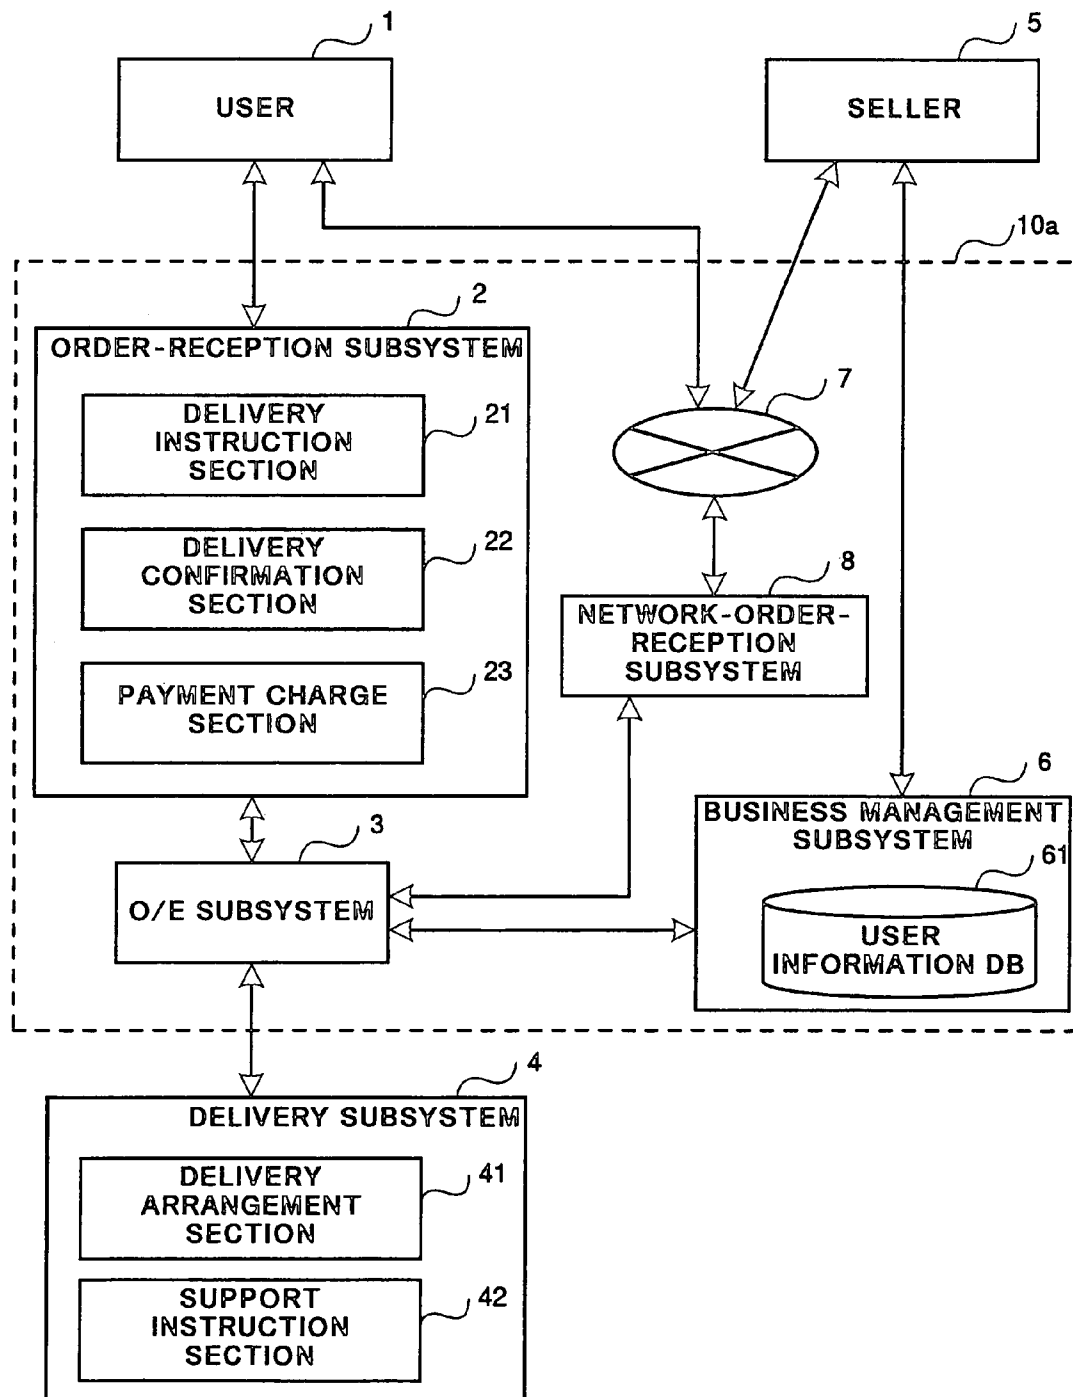 1
USER
5
SELLER
10a
2
ORDER-RECEPTION SUBSYSTEM
DELIVERY
INSTRUCTION
SECTION
21
DELIVERY
CONFIRMATION
SECTION
22
PAYMENT CHARGE
SECTION
23
7
8
NETWORK-ORDER-
RECEPTION
SUBSYSTEM
3
O/E SUBSYSTEM
6
BUSINESS MANAGEMENT
SUBSYSTEM
61
USER
INFORMATION DB
4
DELIVERY SUBSYSTEM
DELIVERY
ARRANGEMENT
SECTION
41
SUPPORT
INSTRUCTION
SECTION
42